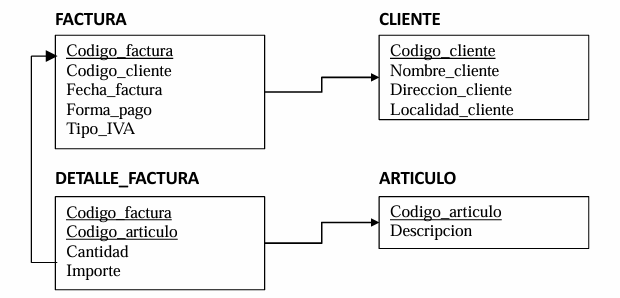 FACTURA
Codigo_factura
Codigo_cliente
Fecha_factura
Forma_pago
Tipo_IVA
CLIENTE
Codigo_cliente
Nombre_cliente
Direccion_cliente
Localidad_cliente
DETALLE_FACTURA
Codigo_factura
Codigo_articulo
Cantidad
Importe
ARTICULO
Codigo_articulo
Descripcion